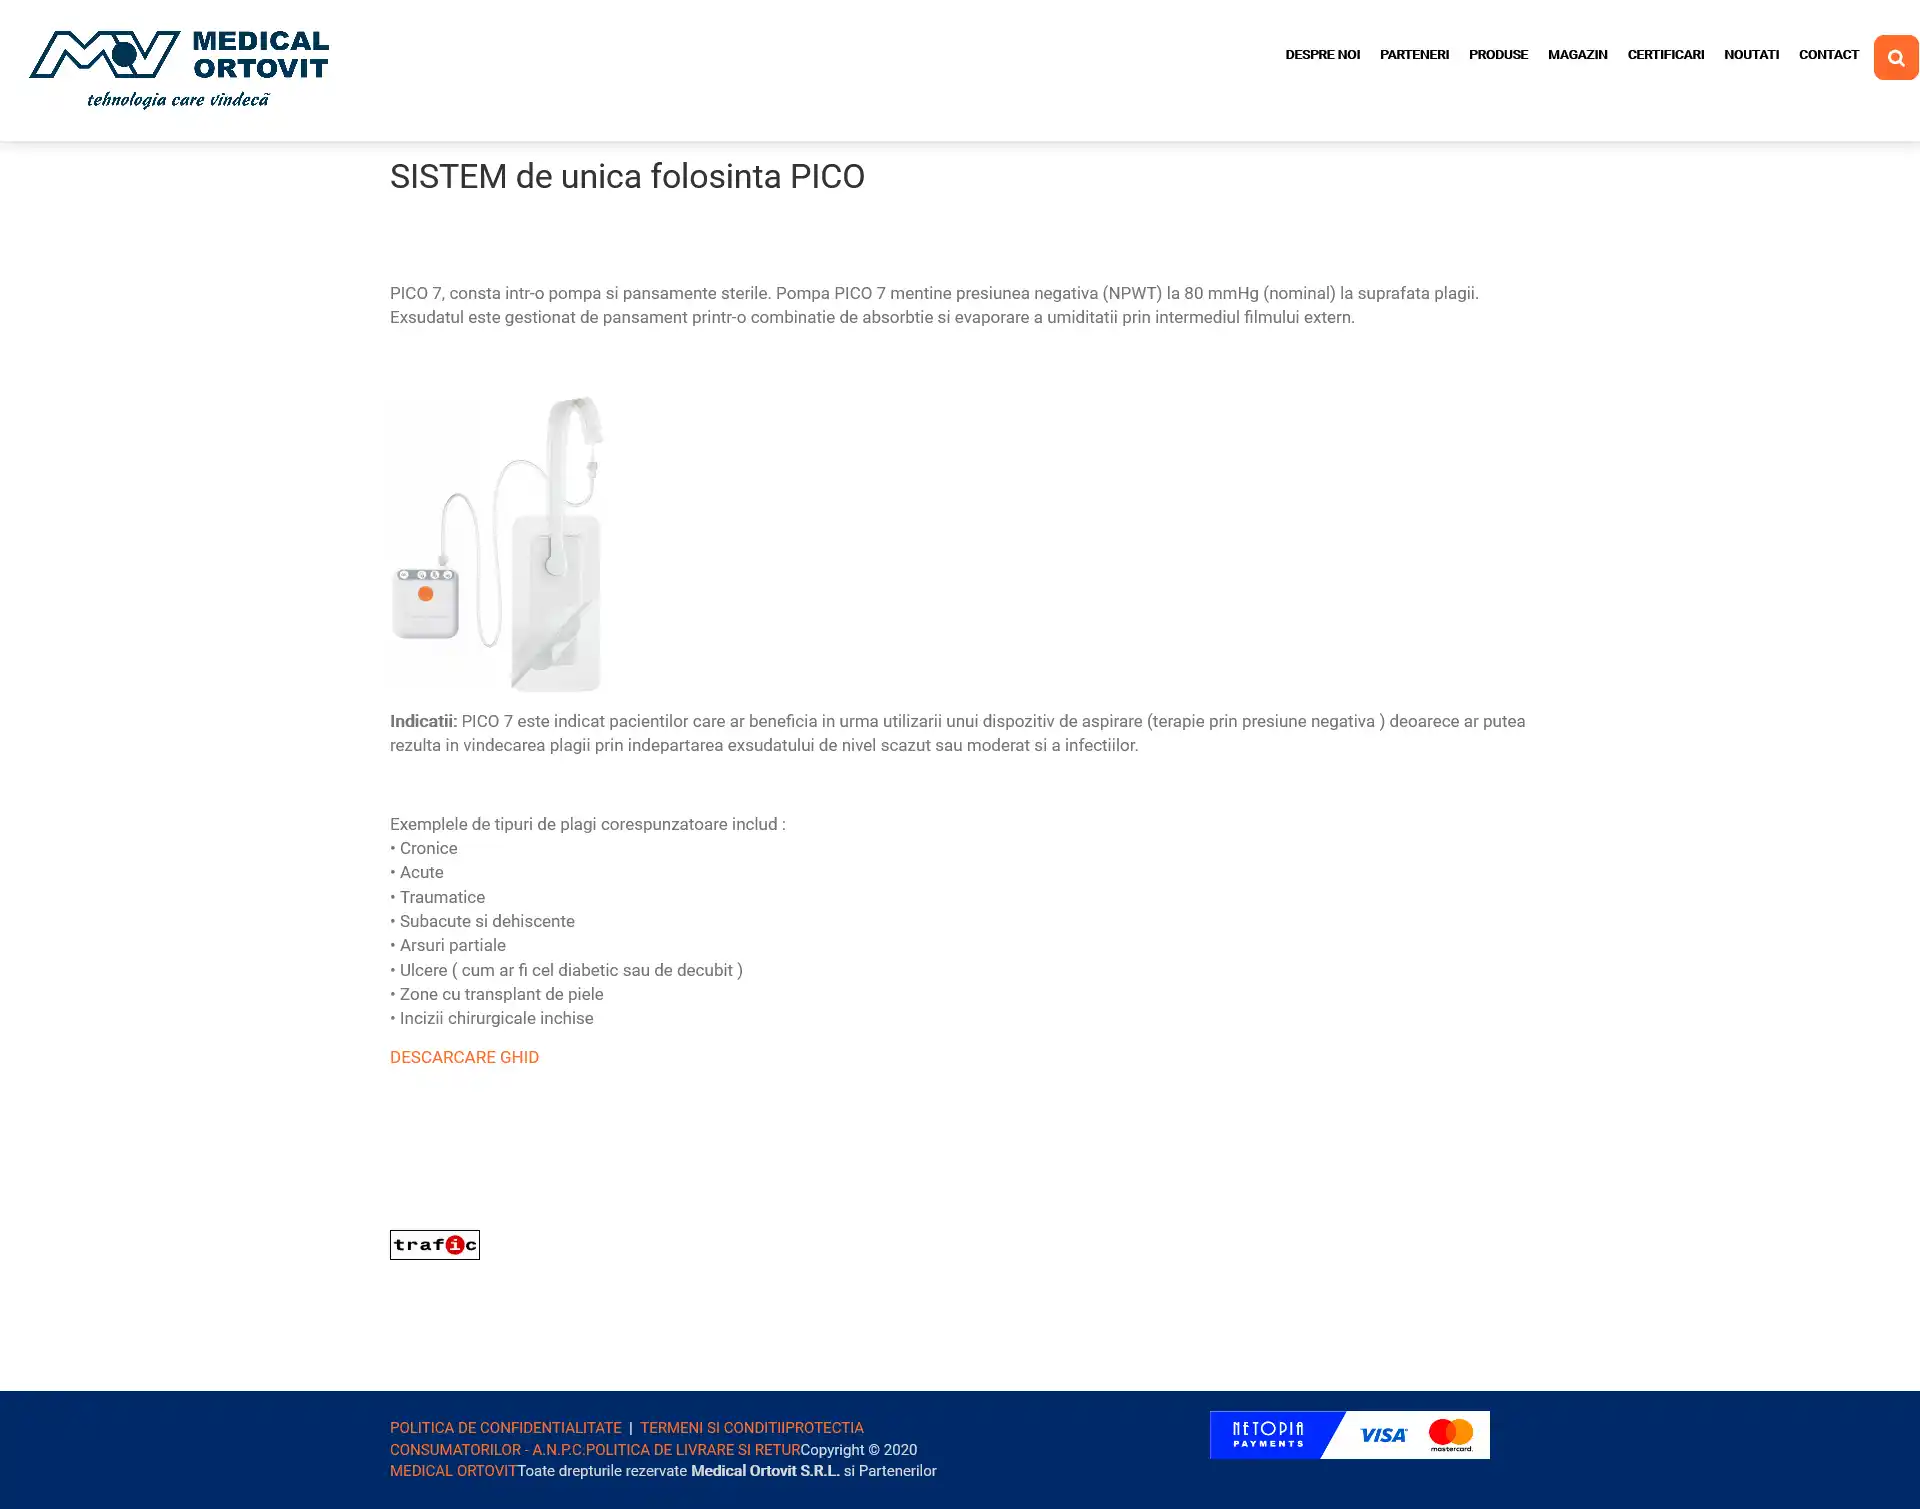 MEDICAL
ORTOVIT
tehnologia care vindecã
DESPRE NOI PARTENERI PRODUSE MAGAZIN CERTIFICARI NOUTATI CONTACT
SISTEM de unica folosinta PICO
PICO 7, consta intr-o pompa si pansamente sterile. Pompa PICO 7 mentine presiunea negativa (NPWT) la 80 mmHg (nominal) la suprafata plagii.
Exsudatul este gestionat de pansament printr-o combinatie de absorbtie si evaporare a umiditatii prin intermediul filmului extern.
Indicatii: PICO 7 este indicat pacientilor care ar beneficia in urma utilizarii unui dispozitiv de aspirare (terapie prin presiune negativa ) deoarece ar putea
rezulta in vindecarea plagii prin indepartarea exsudatului de nivel scazut sau moderat si a infectiilor.
Exemplele de tipuri de plagi corespunzatoare includ :
• Cronice
• Acute
• Traumatice
• Subacute si dehiscente
• Arsuri partiale
• Ulcere ( cum ar fi cel diabetic sau de decubit )
• Zone cu transplant de piele
• Incizii chirurgicale inchise
DESCARCARE GHID
trafic
POLITICA DE CONFIDENTIALITATE | TERMENI SI CONDITIIPROTECTIA
CONSUMATORILOR - A.N.P.C.POLITICA DE LIVRARE SI RETURCopyright © 2020
MEDICAL ORTOVITToate drepturile rezervate Medical Ortovit S.R.L. si Partenerilor
NETOPIA
PAYMENTS
VISA
mastercard.